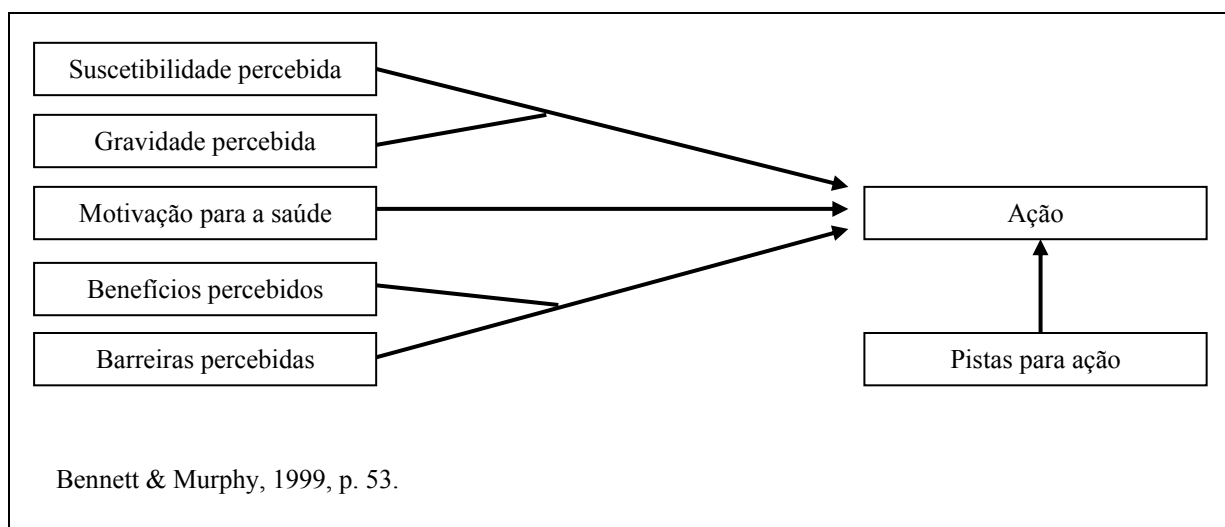 Suscetibilidade percebida
Gravidade percebida
Motivação para a saúde
Benefícios percebidos
Barreiras percebidas
Ação
Pistas para ação
Bennett & Murphy, 1999, p. 53.